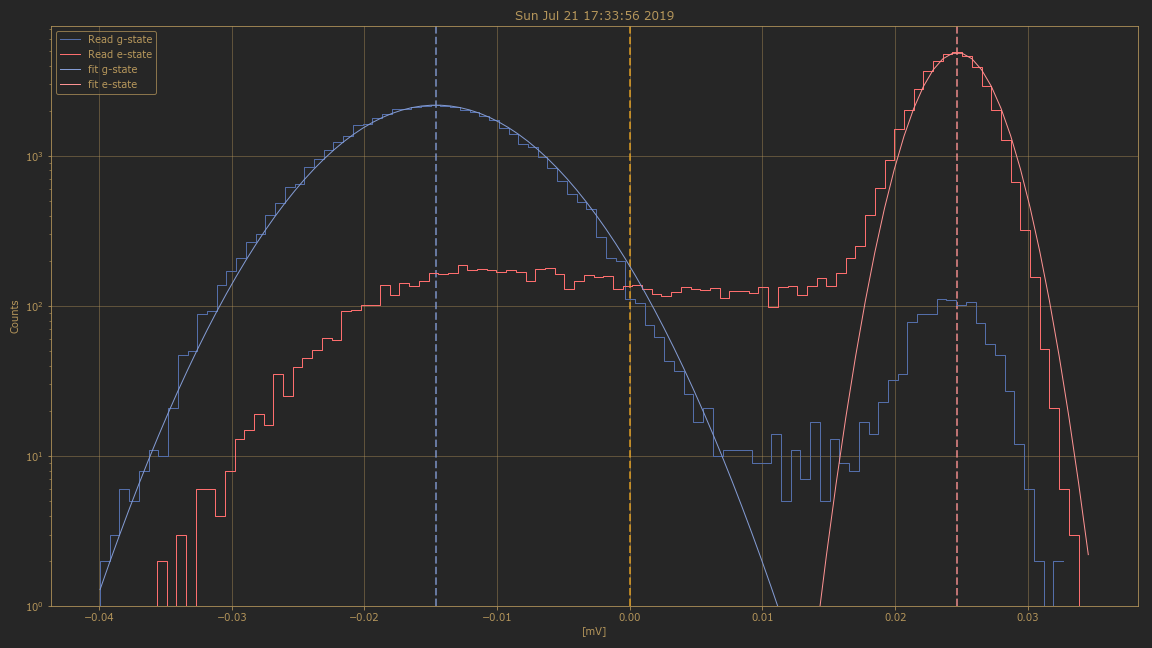 Sun Jul 21 17:33:56 2019
Read g-state
Read e-state
fit g-state
fit e-state
Counts
10³
10²
10¹
10⁰
−0.04 −0.03 −0.02 −0.01 0.00 0.01 0.02 0.03
[mV]